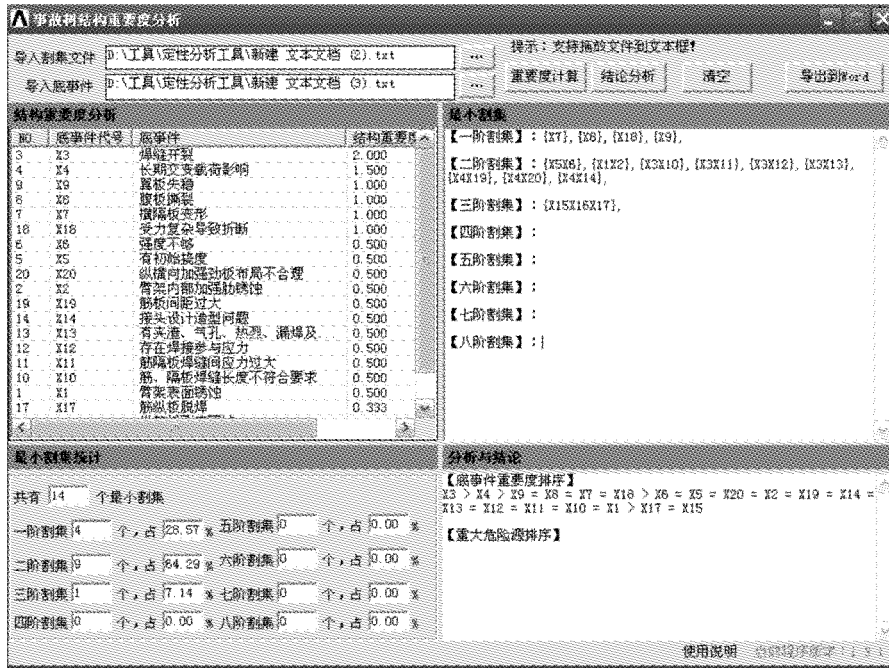 事故树结构重要度分析
导入割集文件 D:\工具\定性分析工具\新建 文本文档 (2).txt ...
提示：支持拖放文件到文本框!
导入底事件 D:\工具\定性分析工具\新建 文本文档 (3).txt ...
重要度计算 结论分析 清空 导出到Word
结构重要度分析
NO 底事件代号 底事件 结构重要度
3 X3 焊缝开裂 2.000
4 X4 长期交变载荷影响 1.500
9 X9 翼板失稳 1.000
8 X8 腹板撕裂 1.000
7 X7 横隔板变形 1.000
18 X18 受力复杂导致折断 1.000
6 X6 强度不够 0.500
5 X5 有初始挠度 0.500
20 X20 纵横向加强劲板布局不合理 0.500
2 X2 臂架内部加强肋锈蚀 0.500
19 X19 筋板间距过大 0.500
14 X14 接头设计造型问题 0.500
13 X13 有夹渣、气孔、热烈、漏焊及... 0.500
12 X12 存在焊接参与应力 0.500
11 X11 筋隔板焊缝间应力过大 0.500
10 X10 筋、隔板焊缝长度不符合要求 0.500
1 X1 臂架表面锈蚀 0.500
17 X17 筋纵板脱焊 0.333
最小割集
【一阶割集】: {X7}, {X8}, {X18}, {X9},
【二阶割集】: {X5X6}, {X1X2}, {X3X10}, {X3X11}, {X3X12}, {X3X13},
{X4X19}, {X4X20}, {X4X14},
【三阶割集】: {X15X16X17},
【四阶割集】:
【五阶割集】:
【六阶割集】:
【七阶割集】:
【八阶割集】:
最小割集统计
共有 14 个最小割集
一阶割集 4 个，占 28.57 % 五阶割集 0 个，占 0.00 %
二阶割集 9 个，占 64.29 % 六阶割集 0 个，占 0.00 %
三阶割集 1 个，占 7.14 % 七阶割集 0 个，占 0.00 %
四阶割集 0 个，占 0.00 % 八阶割集 0 个，占 0.00 %
分析与结论
【底事件重要度排序】
X3 > X4 > X9 = X8 = X7 = X18 > X6 = X5 = X20 = X2 = X19 = X14 =
X13 = X12 = X11 = X10 = X1 > X17 = X15
【重大危险源排序】
使用说明